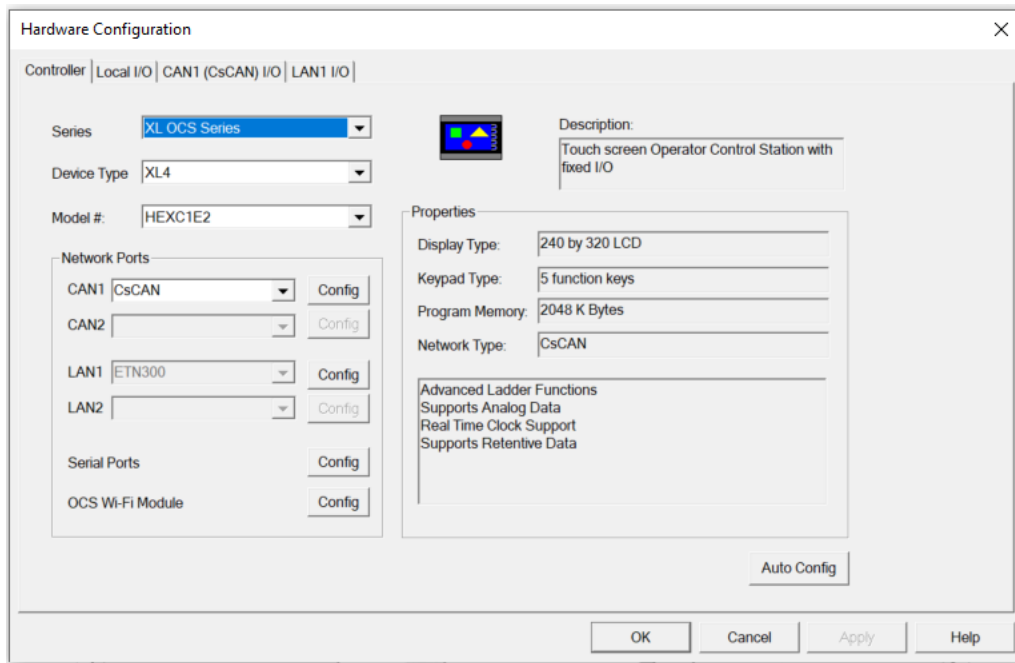 Hardware Configuration
Controller
Local I/O
CAN1 (CsCAN) I/O
LAN1 I/O
Series
XL OCS Series
Device Type
XL4
Model #:
HEXC1E2
Description:
Touch screen Operator Control Station with
fixed I/O
Network Ports
CAN1
CsCAN
Config
CAN2
Config
LAN1
ETN300
Config
LAN2
Config
Serial Ports
Config
OCS Wi-Fi Module
Config
Properties
Display Type:
240 by 320 LCD
Keypad Type:
5 function keys
Program Memory:
2048 K Bytes
Network Type:
CsCAN
Advanced Ladder Functions
Supports Analog Data
Real Time Clock Support
Supports Retentive Data
Auto Config
OK
Cancel
Apply
Help